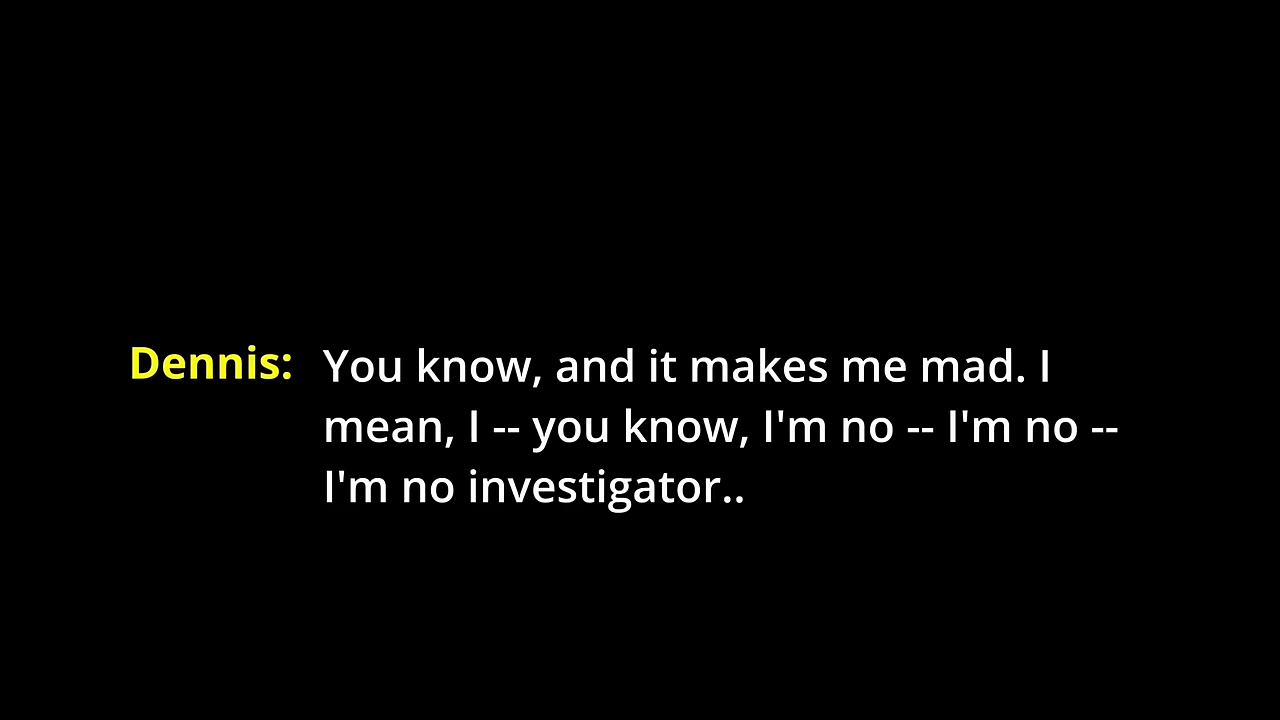 Dennis: You know, and it makes me mad. I
mean, I -- you know, I'm no -- I'm no --
I'm no investigator..